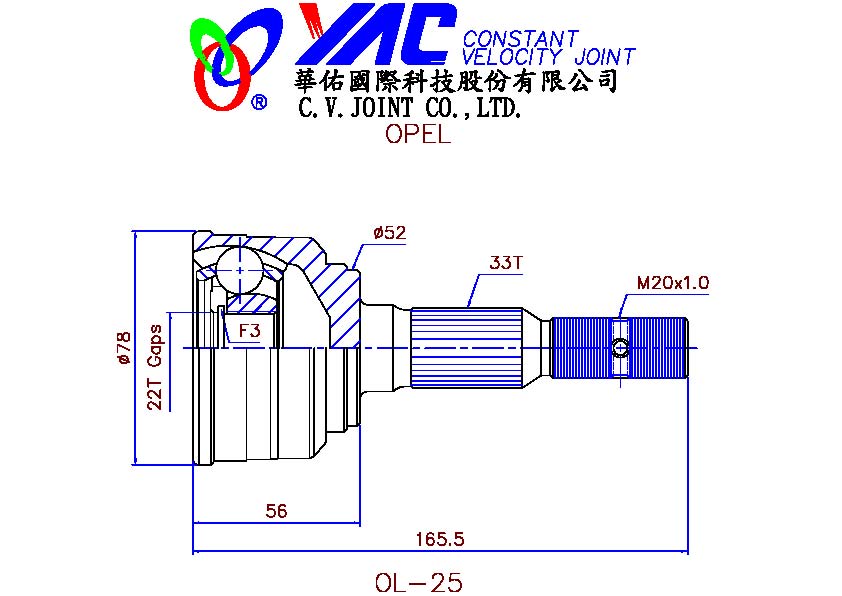 YAC CONSTANT
VELOCITY JOINT
華佑國際科技股份有限公司
®
C.V.JOINT CO.,LTD.
OPEL
ø52
33T
M20x1.0
F3
ø78
22T Gaps
56
165.5
OL-25